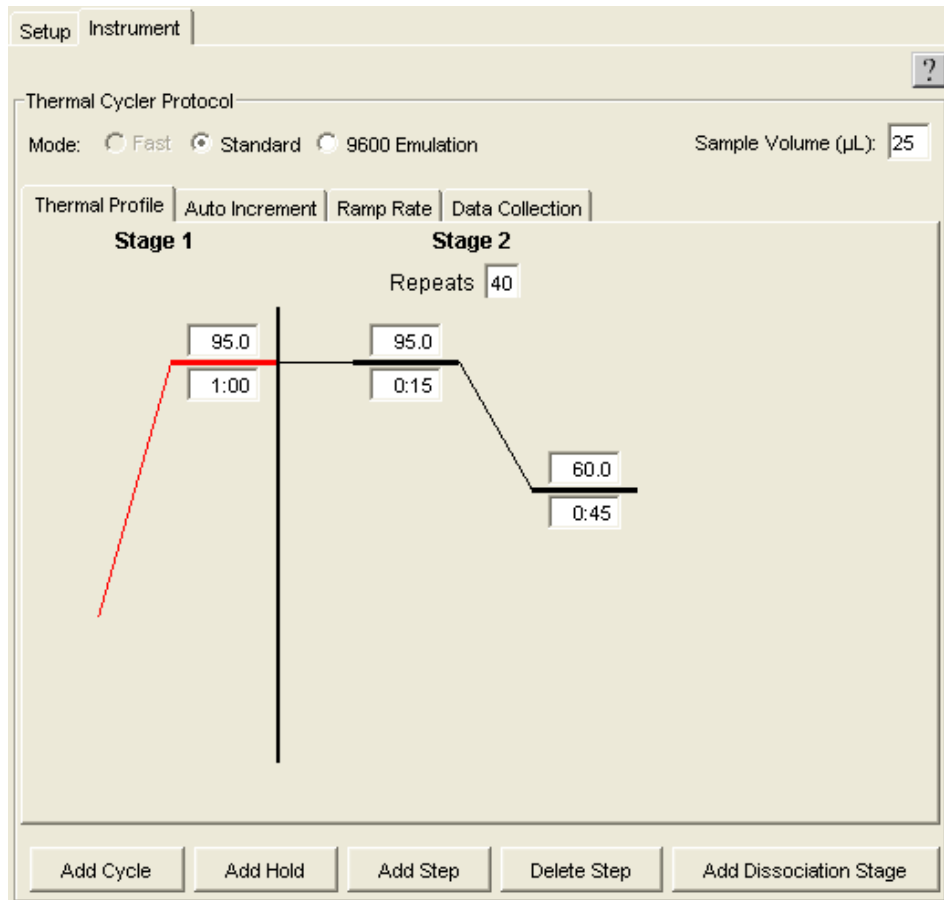 Setup Instrument
?
Thermal Cycler Protocol
Mode: Fast Standard 9600 Emulation Sample Volume (µL): 25
Thermal Profile Auto Increment Ramp Rate Data Collection
Stage 1 Stage 2
Repeats 40
95.0 95.0
1:00 0:15
60.0
0:45
Add Cycle Add Hold Add Step Delete Step Add Dissociation Stage